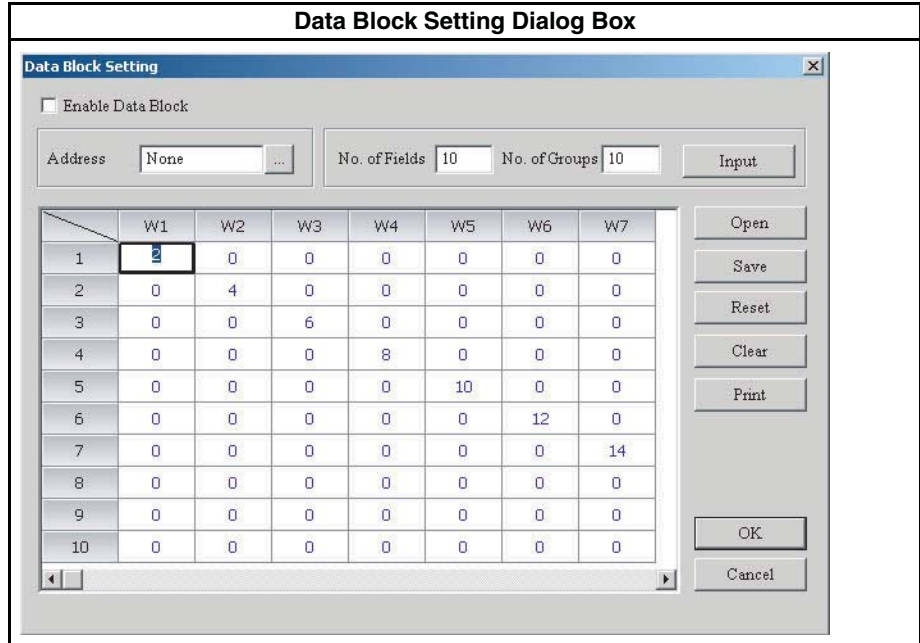 Data Block Setting Dialog Box
Data Block Setting
Enable Data Block
Address None ... No. of Fields 10 No. of Groups 10 Input
W1 W2 W3 W4 W5 W6 W7
1 2 0 0 0 0 0 0
2 0 4 0 0 0 0 0
3 0 0 6 0 0 0 0
4 0 0 0 8 0 0 0
5 0 0 0 0 10 0 0
6 0 0 0 0 0 12 0
7 0 0 0 0 0 0 14
8 0 0 0 0 0 0 0
9 0 0 0 0 0 0 0
10 0 0 0 0 0 0 0
Open
Save
Reset
Clear
Print
OK
Cancel